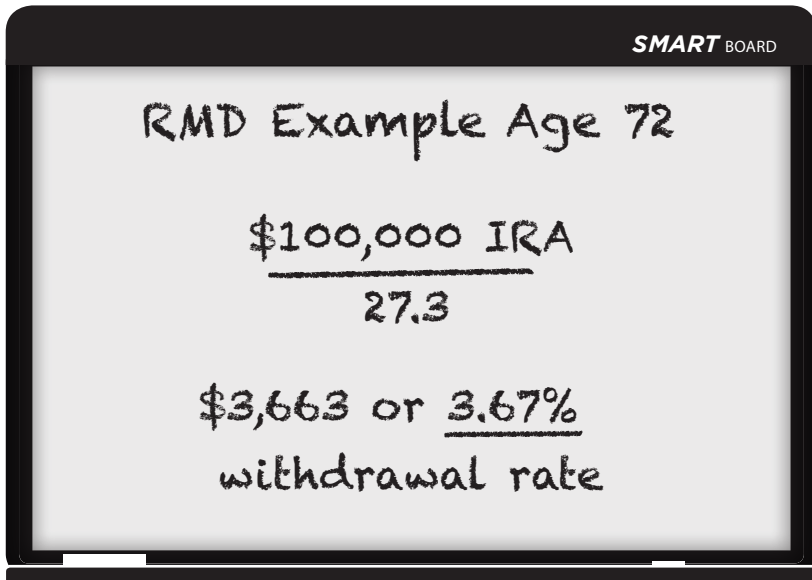 SMART BOARD
RMD Example Age 72
$100,000 IRA
27.3
$3,663 or 3.67%
withdrawal rate